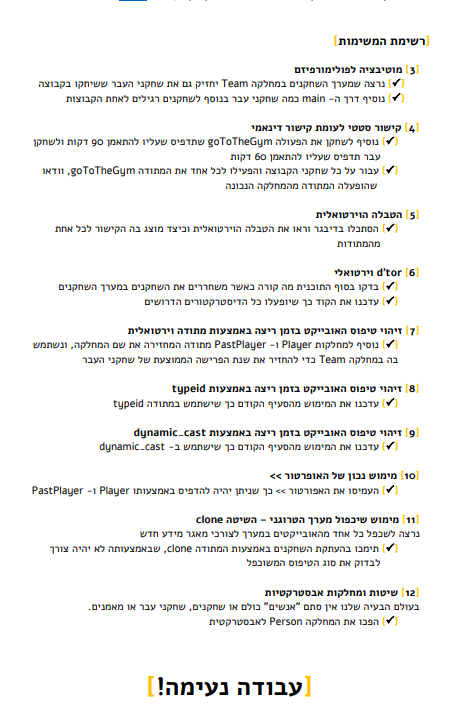 [רשימת המשימות]
[3] מוטיבציה לפולימורפיזם
(✓) נרצה שמערך השחקנים במחלקה Team יחזיק גם את שחקני העבר ששיחקו בקבוצה
(✓) נוסיף דרך ה- main כמה שחקני עבר בנוסף לשחקנים רגילים לאחת הקבוצות
[4] קישור סטטי לעומת קישור דינאמי
(✓) נוסיף לשחקן את הפעולה goToTheGym שתדפיס שעליו להתאמן 90 דקות ולשחקן
עבר תדפיס שעליו להתאמן 60 דקות
(✓) עבור על כל שחקני הקבוצה והפעילו לכל אחד את המתודה goToTheGym, וודאו
שהופעלה המתודה מהמחלקה הנכונה
[5] הטבלה הוירטואלית
(✓) הסתכלו בדיבגר וראו את הטבלה הוירטואלית וכיצד מוצג בה הקישור לכל אחת
מהמתודות
[6] d'tor וירטואלי
(✓) בדקו בסוף התוכנית מה קורה כאשר משחררים את השחקנים במערך השחקנים
(✓) עדכנו את הקוד כך שיופעלו כל הדיסטרקטורים הדרושים
[7] זיהוי טיפוס האובייקט בזמן ריצה באמצעות מתודה וירטואלית
(✓) נוסיף למחלקות Player ו- PastPlayer מתודה המחזירה את שם המחלקה, ונשתמש
בה במחלקה Team כדי להחזיר את שנת הפרישה הממוצעת של שחקני העבר
[8] זיהוי טיפוס האובייקט בזמן ריצה באמצעות typeid
(✓) עדכנו את המימוש מהסעיף הקודם כך שישתמש במתודה typeid
[9] זיהוי טיפוס האובייקט בזמן ריצה באמצעות dynamic_cast
(✓) עדכנו את המימוש מהסעיף הקודם כך שישתמש ב- dynamic_cast
[10] מימוש נכון של האופרטור >>
(✓) העמיסו את האפורטור >> כך שניתן יהיה להדפיס באמצעותו Player ו- PastPlayer
[11] מימוש שיכפול מערך הטרוגני – השיטה clone
נרצה לשכפל כל אחד מהאובייקטים במערך לצורכי מאגר מידע חדש
(✓) תימכו בהעתקת השחקנים באמצעות המתודה clone, שבאמצעותה לא יהיה צורך
לבדוק את סוג הטיפוס המשוכפל
[12] שיטות ומחלקות אבסטרקטיות
בעולם הבעיה שלנו אין סתם "אנשים" כולם או שחקנים, שחקני עבר או מאמנים.
(✓) הפכו את המחלקה Person לאבסטרקטית
[עבודה נעימה!]